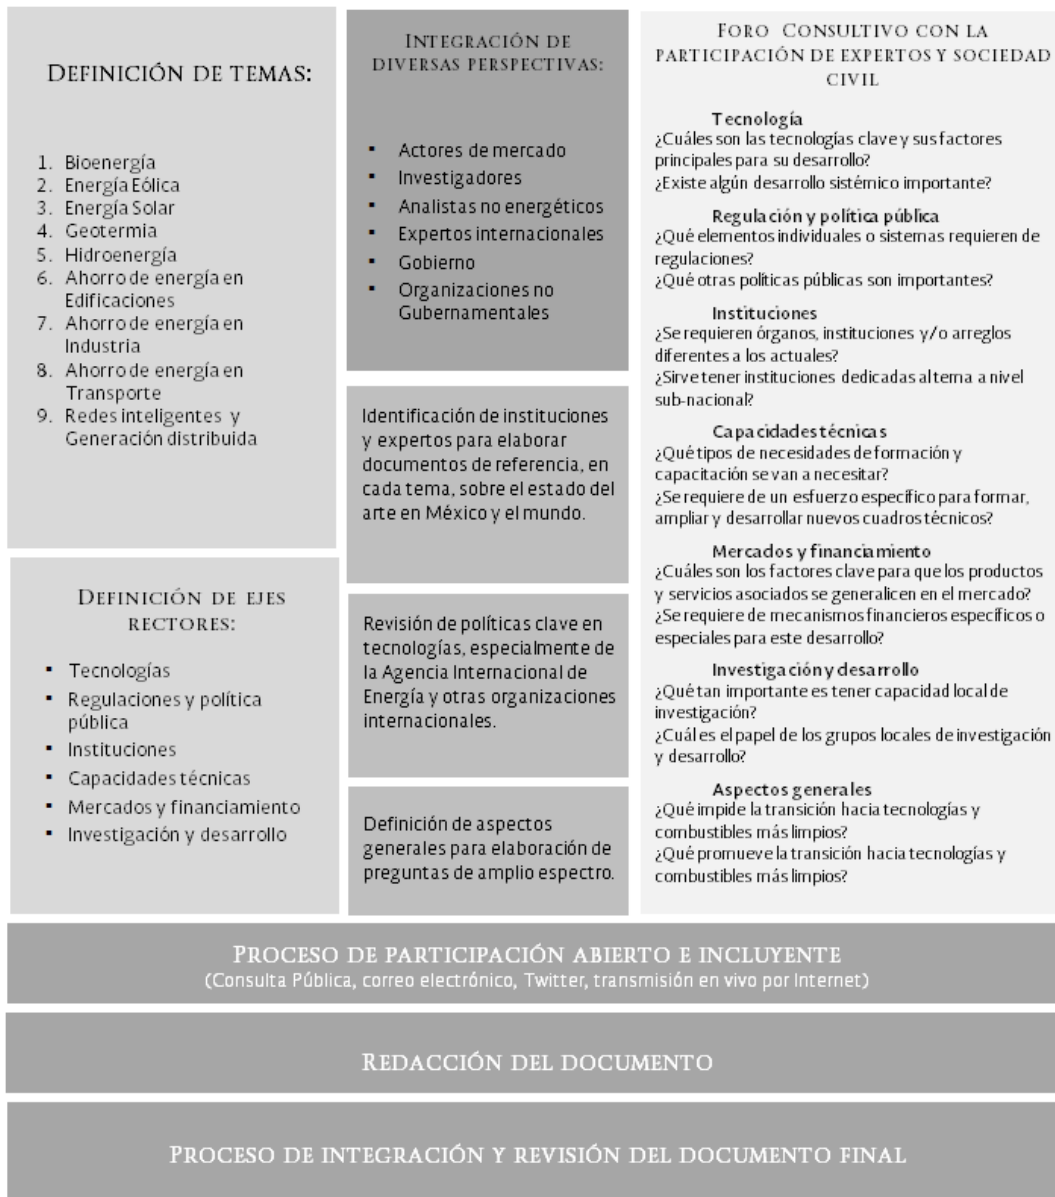 DEFINICIÓN DE TEMAS:
1. Bioenergía
2. Energía Eólica
3. Energía Solar
4. Geotermia
5. Hidroenergía
6. Ahorro de energía en
Edificaciones
7. Ahorro de energía en
Industria
8. Ahorro de energía en
Transporte
9. Redes inteligentes y
Generación distribuida
DEFINICIÓN DE EJES
RECTORES:
▪ Tecnologías
▪ Regulaciones y política
pública
▪ Instituciones
▪ Capacidades técnicas
▪ Mercados y financiamiento
▪ Investigación y desarrollo
INTEGRACIÓN DE
DIVERSAS PERSPECTIVAS:
▪ Actores de mercado
▪ Investigadores
▪ Analistas no energéticos
▪ Expertos internacionales
▪ Gobierno
▪ Organizaciones no
Gubernamentales
Identificación de instituciones
y expertos para elaborar
documentos de referencia, en
cada tema, sobre el estado del
arte en México y el mundo.
Revisión de políticas clave en
tecnologías, especialmente de
la Agencia Internacional de
Energía y otras organizaciones
internacionales.
Definición de aspectos
generales para elaboración de
preguntas de amplio espectro.
FORO CONSULTIVO CON LA
PARTICIPACIÓN DE EXPERTOS Y SOCIEDAD
CIVIL
Tecnología
¿Cuáles son las tecnologías clave y sus factores
principales para su desarrollo?
¿Existe algún desarrollo sistémico importante?
Regulación y política pública
¿Qué elementos individuales o sistemas requieren de
regulaciones?
¿Qué otras políticas públicas son importantes?
Instituciones
¿Se requieren órganos, instituciones y/o arreglos
diferentes a los actuales?
¿Sirve tener instituciones dedicadas al tema a nivel
sub-nacional?
Capacidades técnicas
¿Qué tipos de necesidades de formación y
capacitación se van a necesitar?
¿Se requiere de un esfuerzo específico para formar,
ampliar y desarrollar nuevos cuadros técnicos?
Mercados y financiamiento
¿Cuáles son los factores clave para que los productos
y servicios asociados se generalicen en el mercado?
¿Se requiere de mecanismos financieros específicos o
especiales para este desarrollo?
Investigación y desarrollo
¿Qué tan importante es tener capacidad local de
investigación?
¿Cuál es el papel de los grupos locales de investigación
y desarrollo?
Aspectos generales
¿Qué impide la transición hacia tecnologías y
combustibles más limpios?
¿Qué promueve la transición hacia tecnologías y
combustibles más limpios?
PROCESO DE PARTICIPACIÓN ABIERTO E INCLUYENTE
(Consulta Pública, correo electrónico, Twitter, transmisión en vivo por Internet)
REDACCIÓN DEL DOCUMENTO
PROCESO DE INTEGRACIÓN Y REVISIÓN DEL DOCUMENTO FINAL